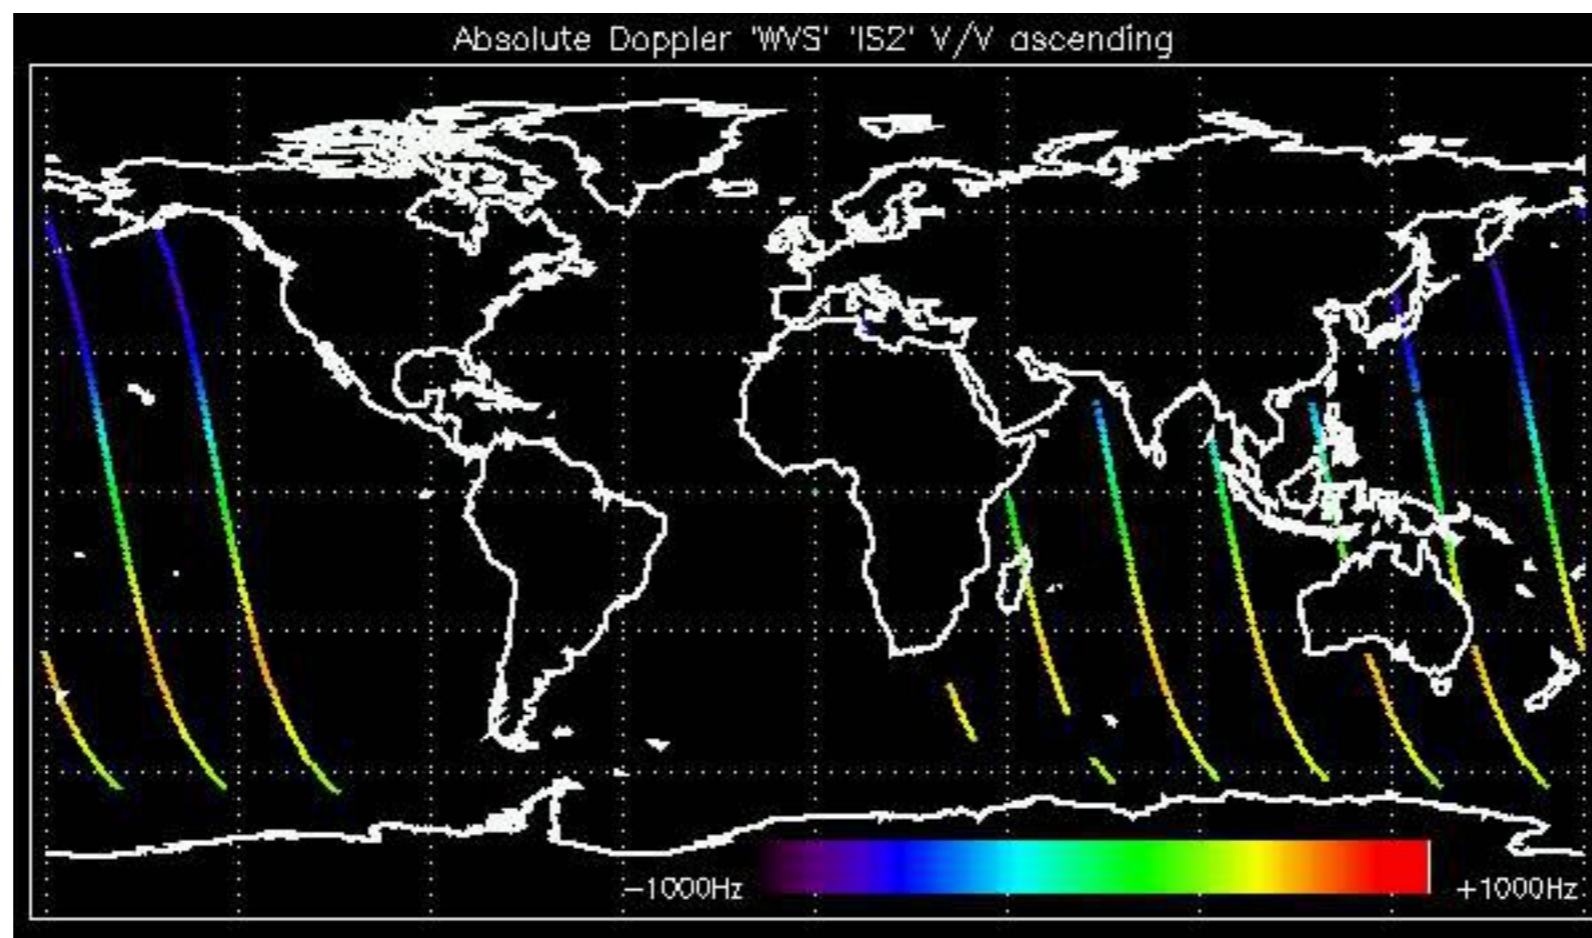 Absolute Doppler 'WVS' 'IS2' V/V ascending
-1000Hz +1000Hz